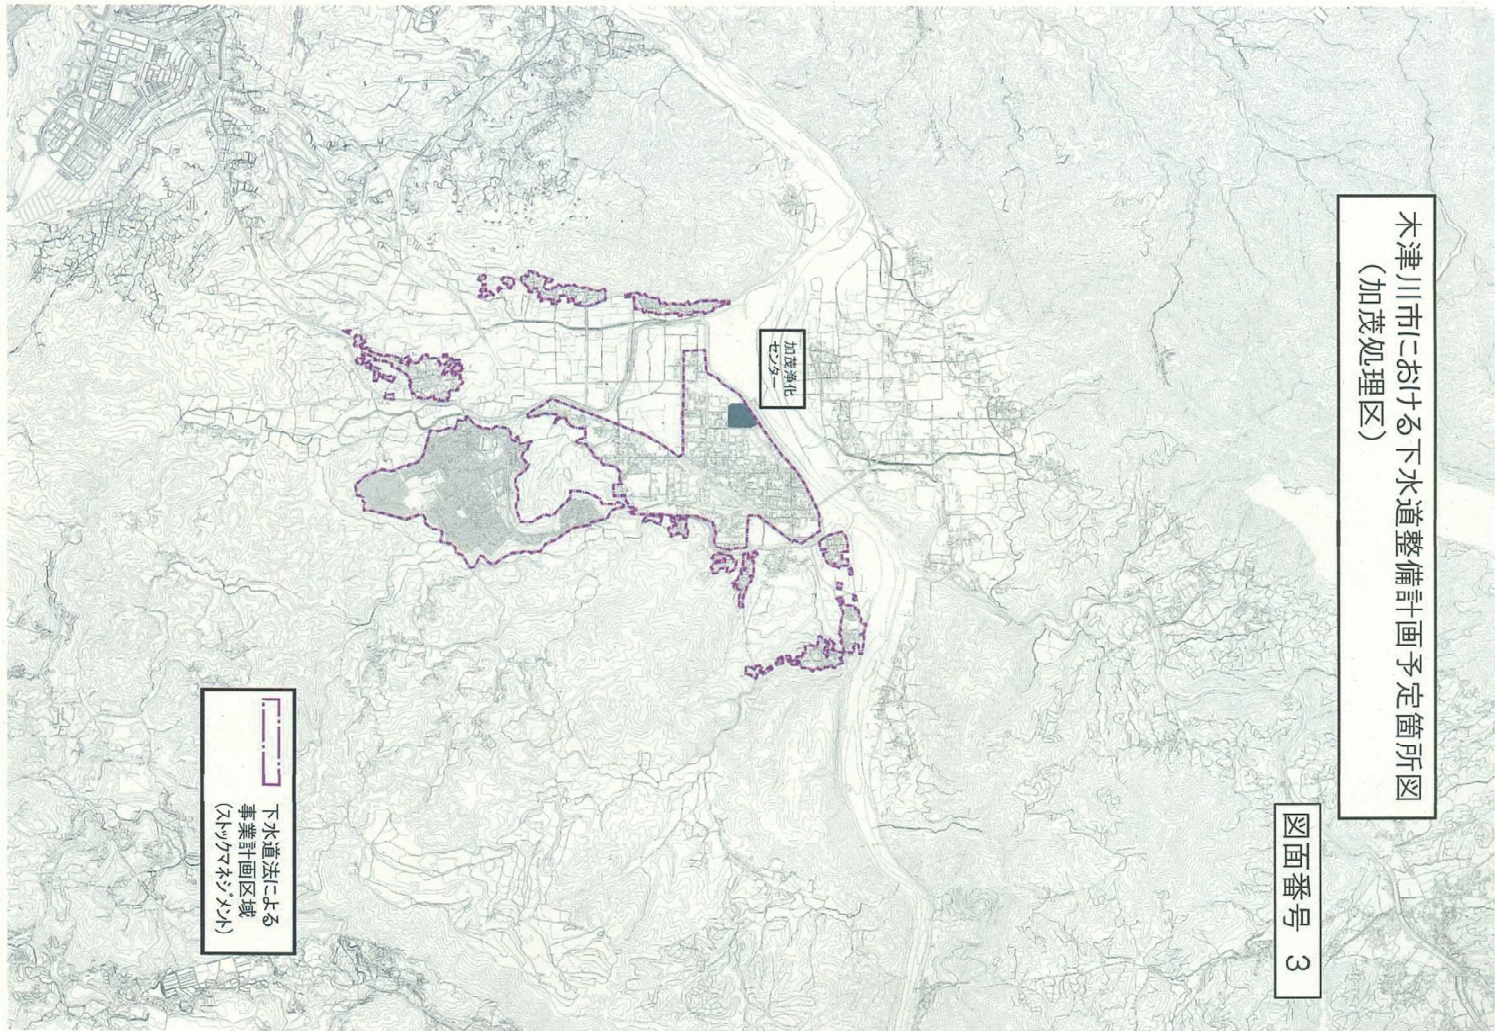 木津川市における下水道整備計画予定箇所図
（加茂処理区）
図面番号 3
加茂浄化
センター
下水道法による
事業計画区域
（ストックマネジメント）